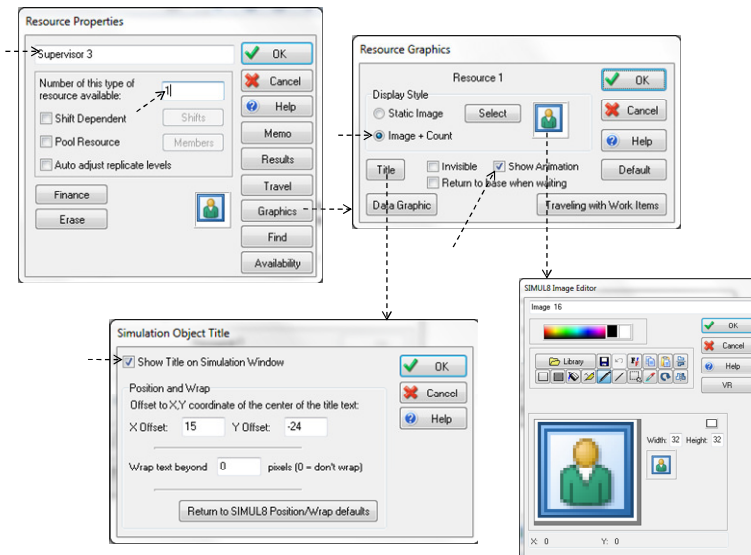 Resource Properties
Supervisor 3
OK
Number of this type of
resource available:
1
Cancel
Shift Dependent
Shifts
Help
Pool Resource
Members
Memo
Auto adjust replicate levels
Results
Finance
Travel
Erase
Graphics
Find
Availability
Resource Graphics
Resource 1
OK
Display Style
Static Image
Select
Cancel
Image + Count
Help
Title
Invisible
Show Animation
Default
Return to base when waiting
Data Graphic
Traveling with Work Items
Simulation Object Title
Show Title on Simulation Window
OK
Position and Wrap
Cancel
Offset to X,Y coordinate of the center of the title text:
X Offset: 15 Y Offset: -24
Help
Wrap text beyond 0 pixels (0 = don't wrap)
Return to SIMUL8 Position/Wrap defaults
SIMUL8 Image Editor
Image 16
OK
Cancel
Library
Help
VR
Width: 32 Height: 32
X: 0 Y: 0